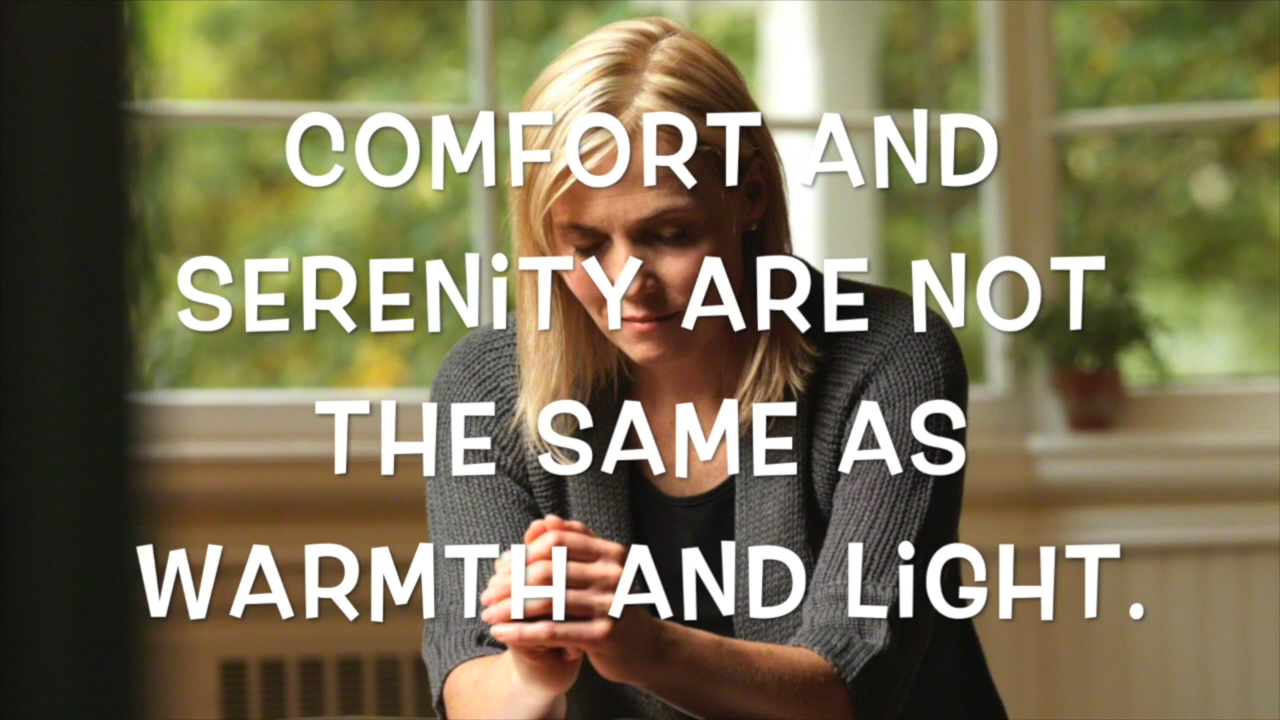 COMFORT AND
SERENiTY ARE NOT
THE SAME AS
WARMTH AND LiGHT.